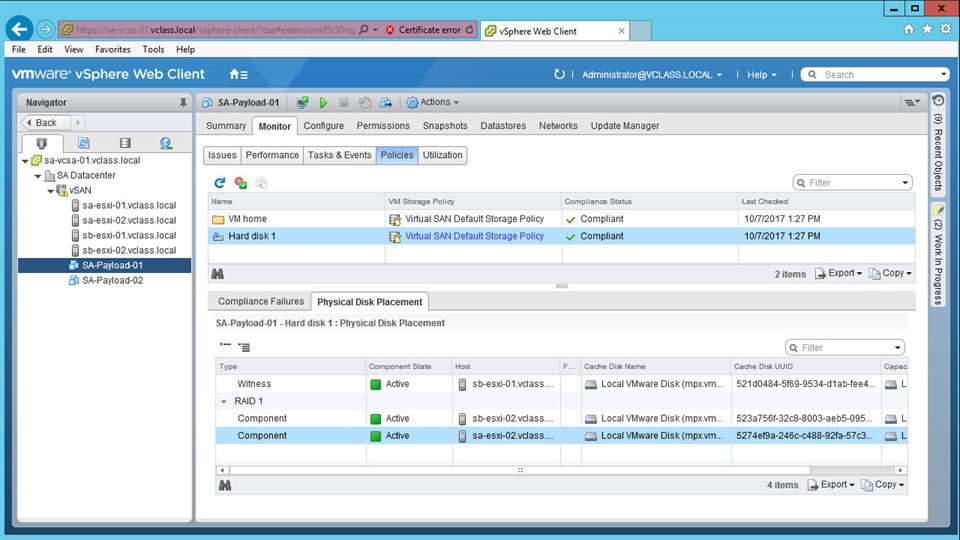 https://sa-vcsa-01.vclass.local/vsphere-client/?csp#extensionId%3Dvsp
Certificate error
vSphere Web Client
File Edit View Favorites Tools Help
vmware® vSphere Web Client
Administrator@VCLASS.LOCAL
Help
Search
Navigator
Back
sa-vcsa-01.vclass.local
SA Datacenter
vSAN
sa-esxi-01.vclass.local
sa-esxi-02.vclass.local
sb-esxi-01.vclass.local
sb-esxi-02.vclass.local
SA-Payload-01
SA-Payload-02
SA-Payload-01
Actions
Summary Monitor Configure Permissions Snapshots Datastores Networks Update Manager
Issues Performance Tasks & Events Policies Utilization
Filter
Name VM Storage Policy Compliance Status Last Checked
VM home Virtual SAN Default Storage Policy Compliant 10/7/2017 1:27 PM
Hard disk 1 Virtual SAN Default Storage Policy Compliant 10/7/2017 1:27 PM
2 items Export Copy
Compliance Failures Physical Disk Placement
SA-Payload-01 - Hard disk 1 : Physical Disk Placement
Filter
Type Component State Host F... Cache Disk Name Cache Disk UUID Capac
Witness Active sb-esxi-01.vclass.... Local VMware Disk (mpx.vm... 521d0484-5f69-9534-d1ab-fee4... L
RAID 1
Component Active sb-esxi-02.vclass.... Local VMware Disk (mpx.vm... 523a756f-32c8-8003-aeb5-095... L
Component Active sa-esxi-02.vclass.... Local VMware Disk (mpx.vm... 5274ef9a-246c-c488-92fa-57c3... L
4 items Export Copy
(9) Recent Objects
(2) Work In Progress